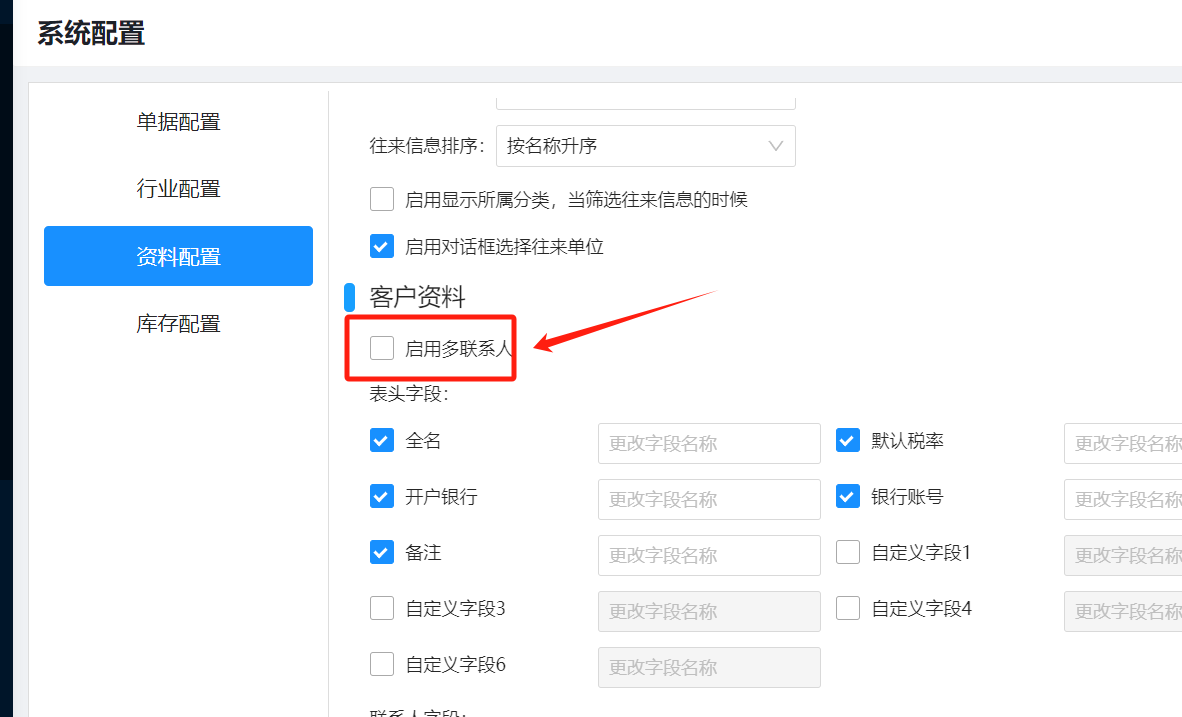 系统配置
单据配置
行业配置
资料配置
库存配置
往来信息排序： 按名称升序
启用显示所属分类，当筛选往来信息的时候
启用对话框选择往来单位
客户资料
启用多联系人
表头字段：
全名 更改字段名称 默认税率 更改字段名称
开户银行 更改字段名称 银行账号 更改字段名称
备注 更改字段名称 自定义字段1 更改字段名称
自定义字段3 更改字段名称 自定义字段4 更改字段名称
自定义字段6 更改字段名称
联系人字段：